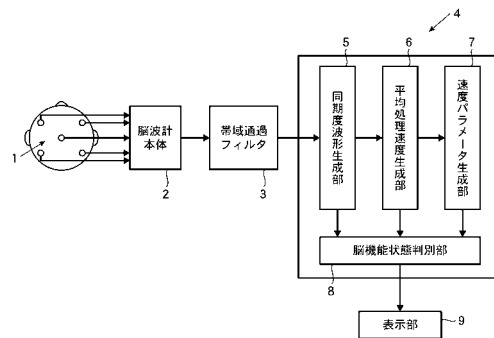 4
5
6
7
同期度波形生成部
平均処理速度生成部
速度パラメータ生成部
1
脳波計
本体
2
帯域通過
フィルタ
3
脳機能状態判別部
8
表示部
9